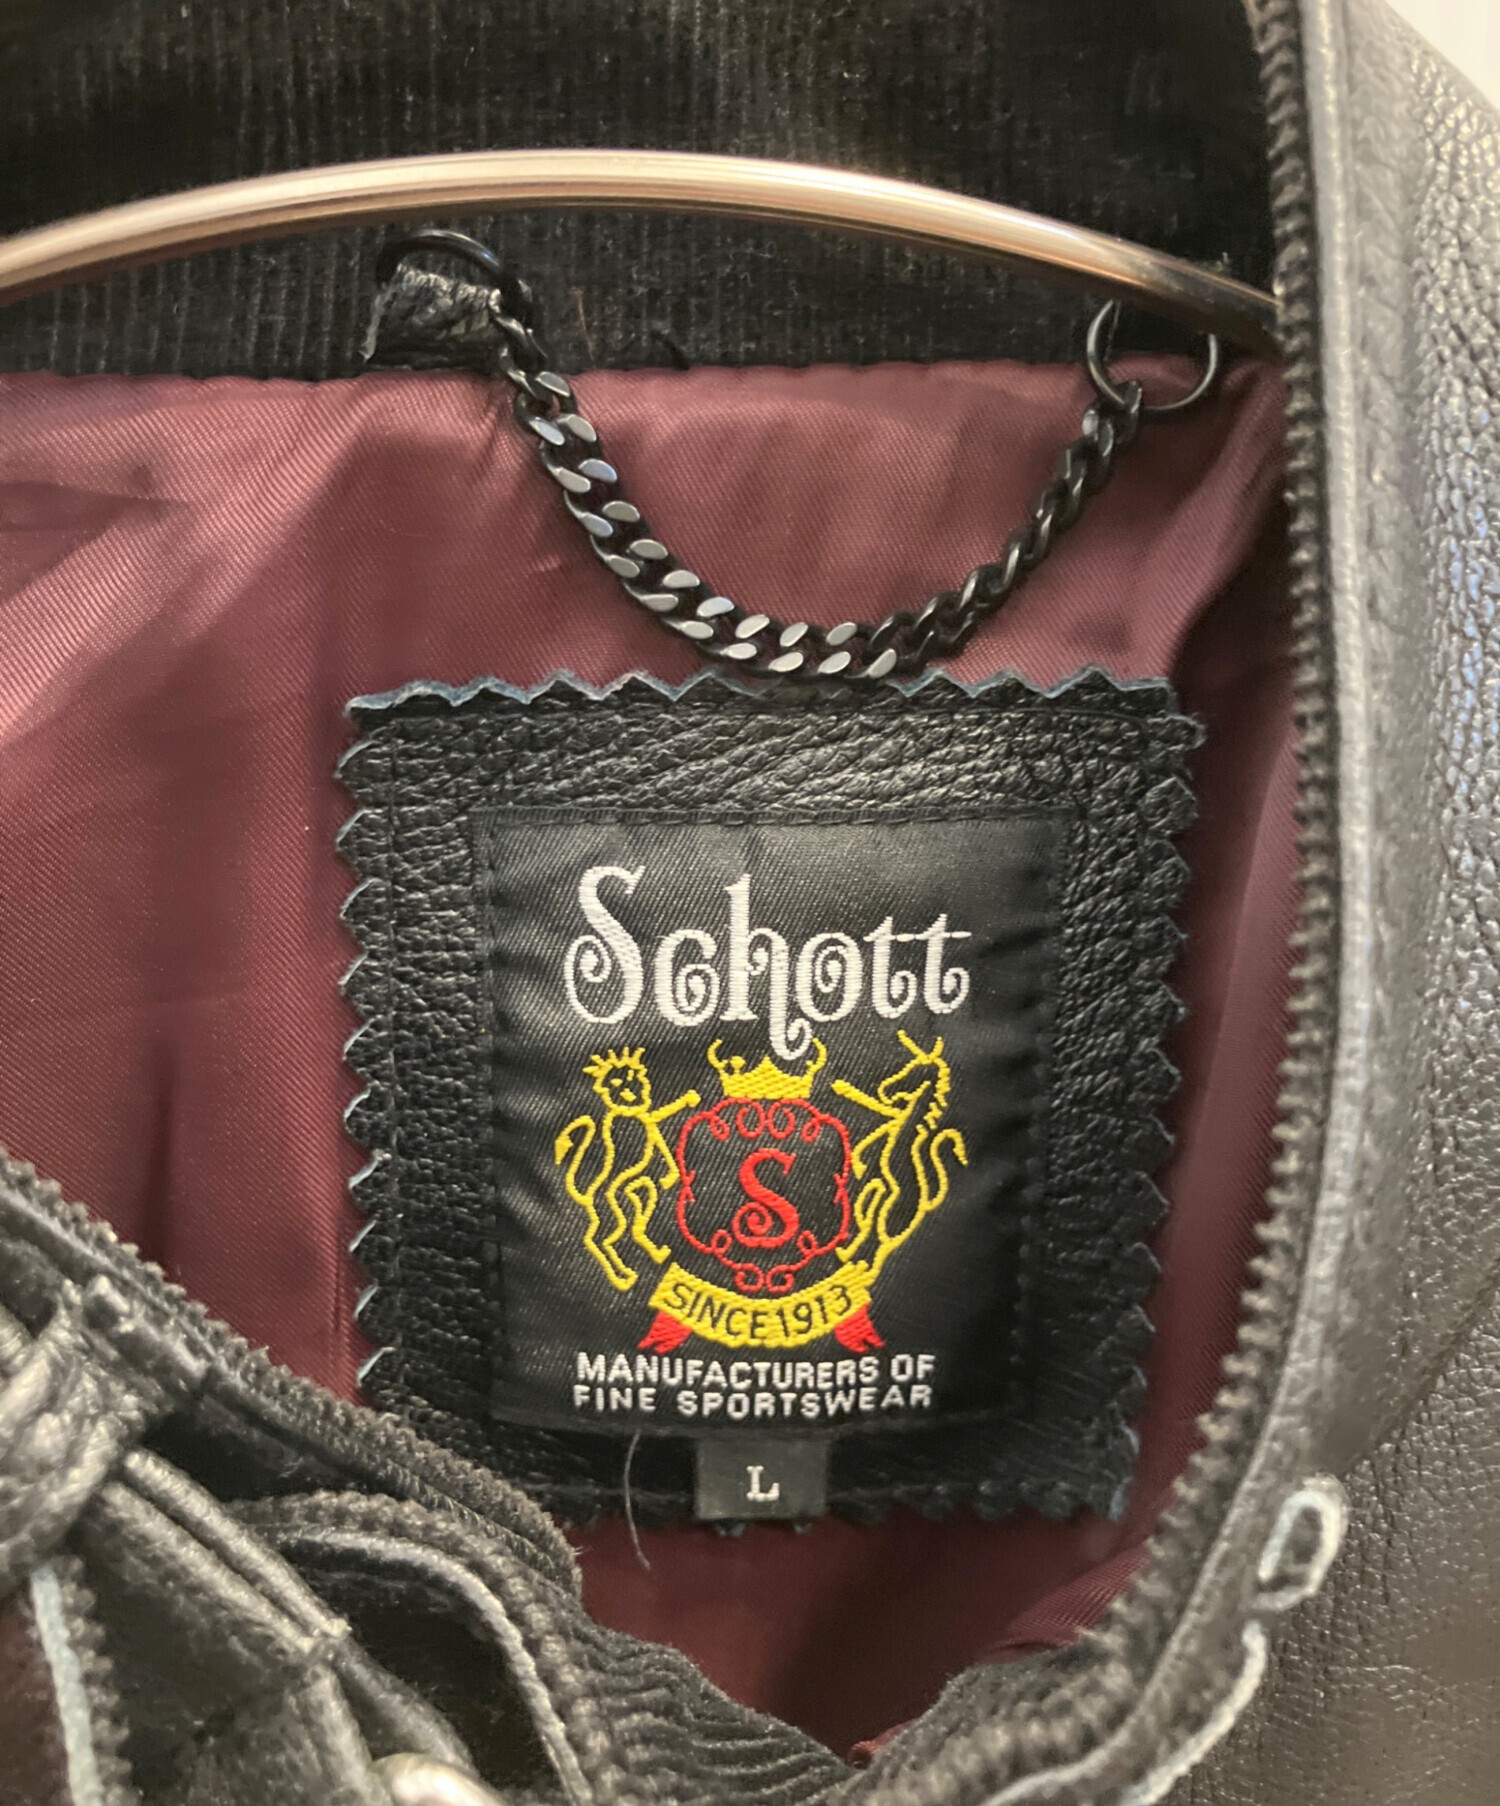 Schott
S
SINCE 1913
MANUFACTURERS OF
FINE SPORTSWEAR
L